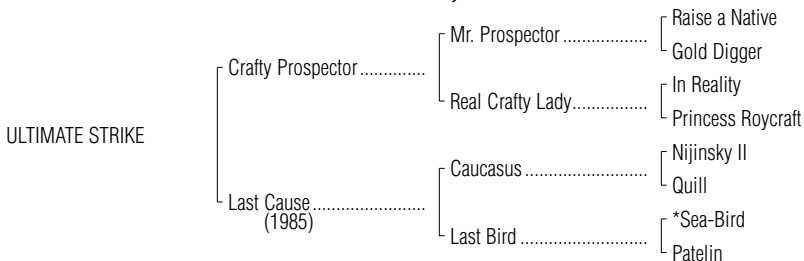 Raise a Native
Mr. Prospector ..................
Gold Digger
Crafty Prospector ..............
In Reality
Real Crafty Lady ................
Princess Roycraft
ULTIMATE STRIKE
Nijinsky II
Caucasus ..........................
Quill
Last Cause ........................
(1985)
*Sea-Bird
Last Bird ...........................
Patelin